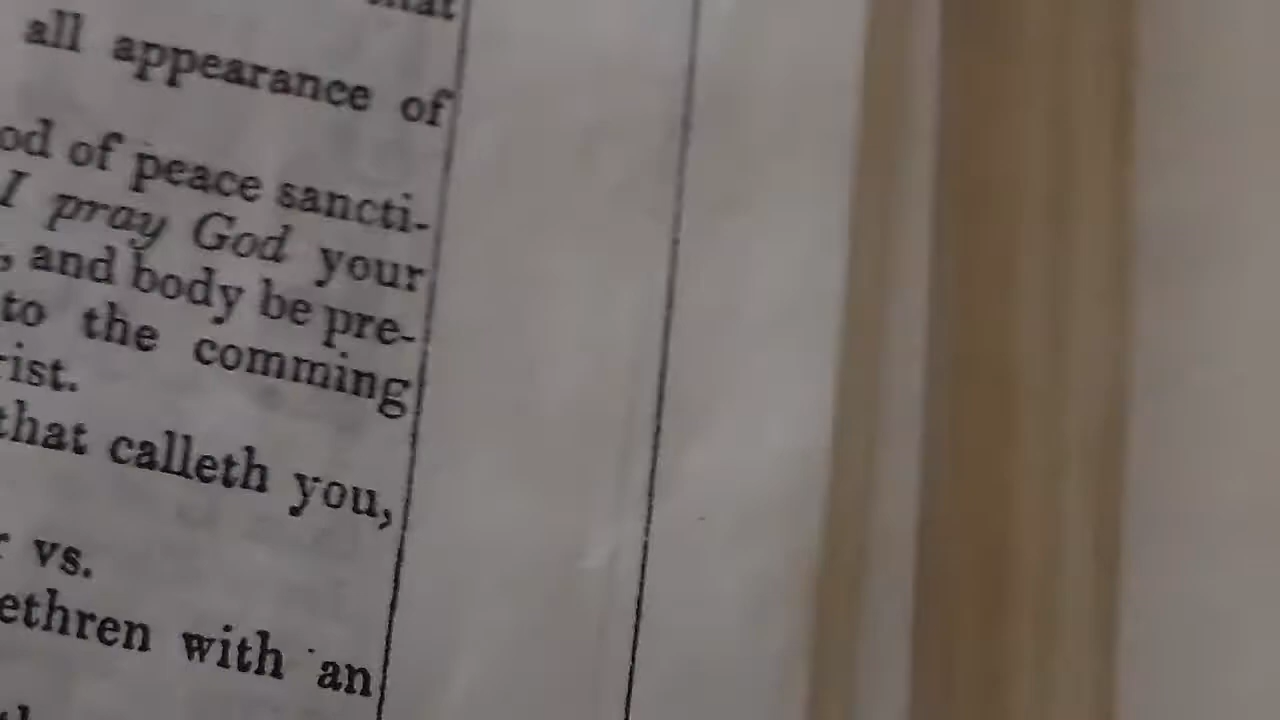 that
all appearance of
od of peace sancti-
I pray God your
, and body be pre-
to the comming
rist.
that calleth you,
r vs.
ethren with an